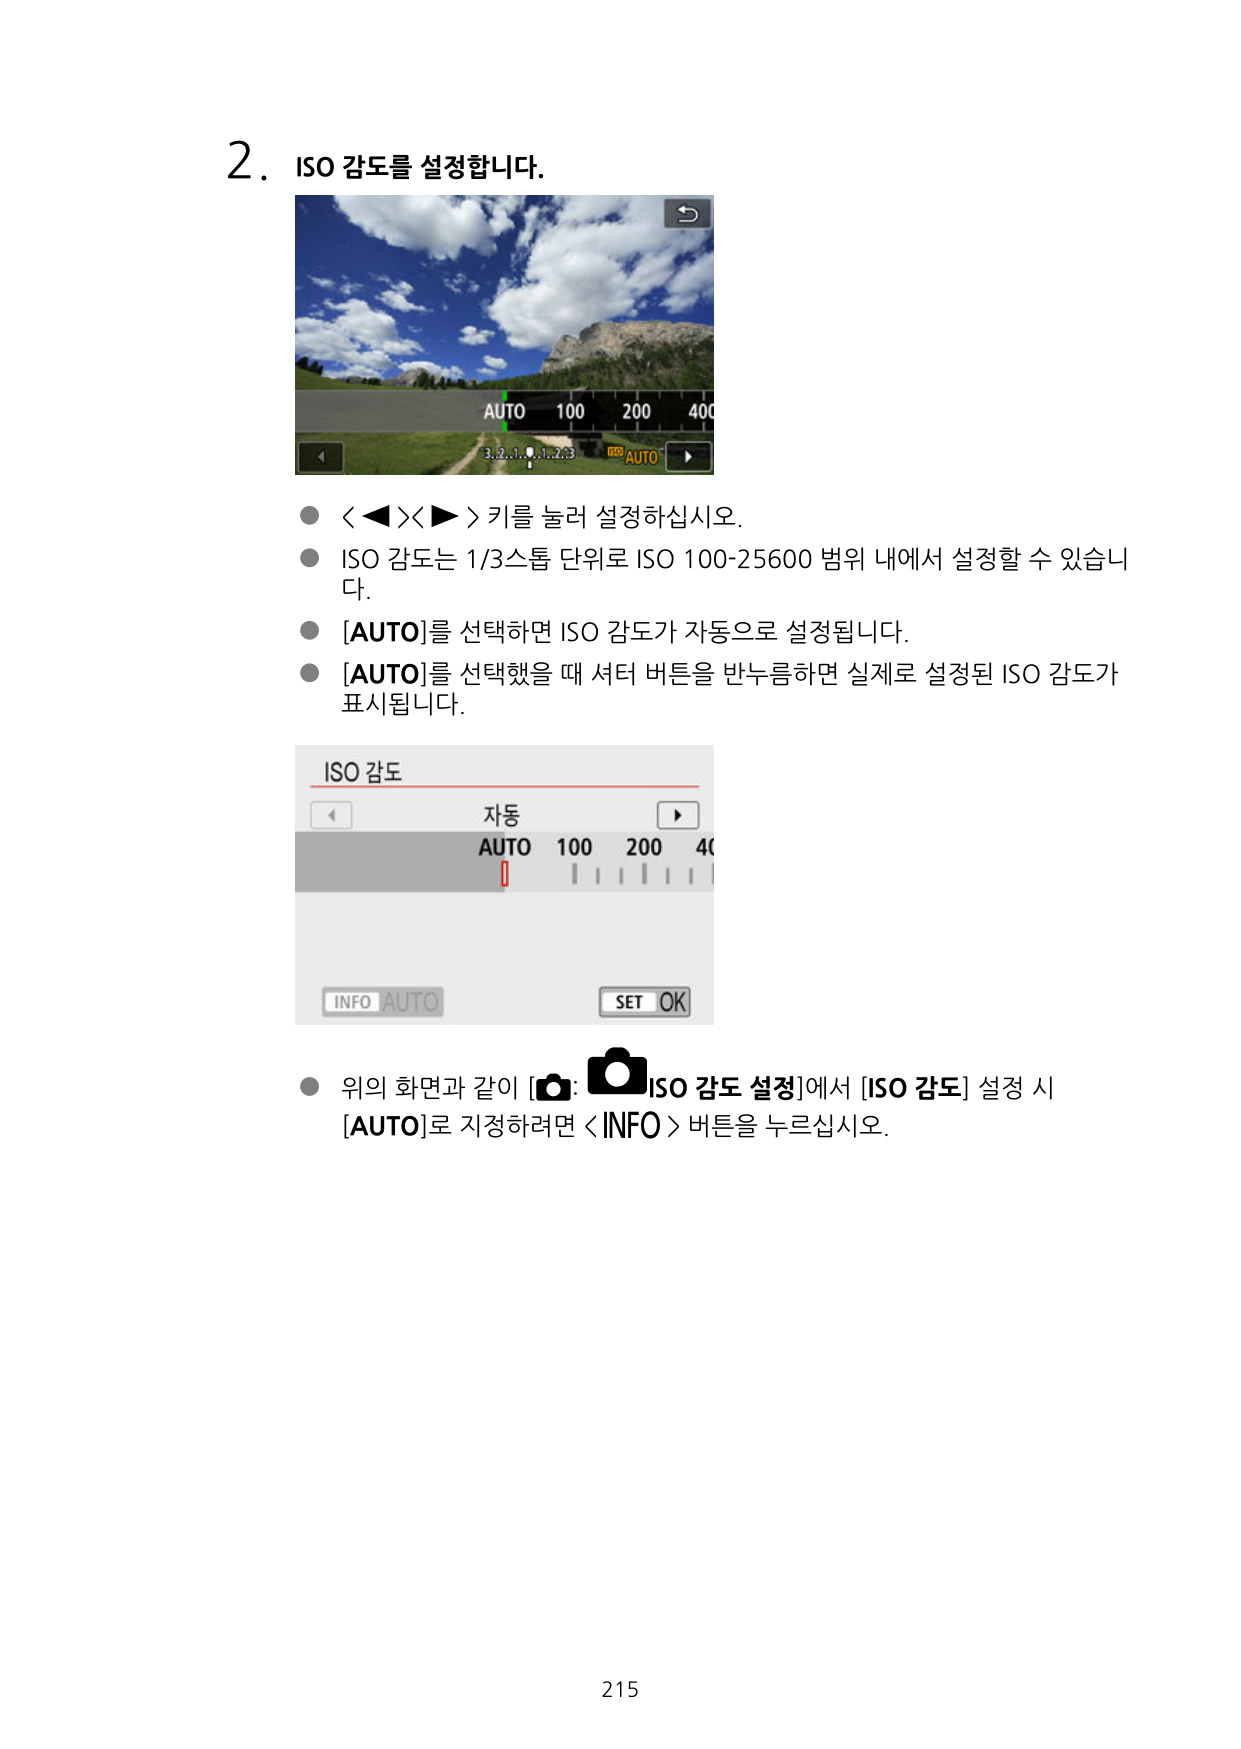 2. ISO 감도를 설정합니다.
AUTO 100 200 400
3..2..1..0..1..2..3 ISO AUTO
● <◀><▶> 키를 눌러 설정하십시오.
● ISO 감도는 1/3스톱 단위로 ISO 100-25600 범위 내에서 설정할 수 있습니
다.
● [AUTO]를 선택하면 ISO 감도가 자동으로 설정됩니다.
● [AUTO]를 선택했을 때 셔터 버튼을 반누름하면 실제로 설정된 ISO 감도가
표시됩니다.
ISO 감도
자동
AUTO 100 200 40
INFO AUTO SET OK
● 위의 화면과 같이 [📷: 📷ISO 감도 설정]에서 [ISO 감도] 설정 시
[AUTO]로 지정하려면 <INFO> 버튼을 누르십시오.
215